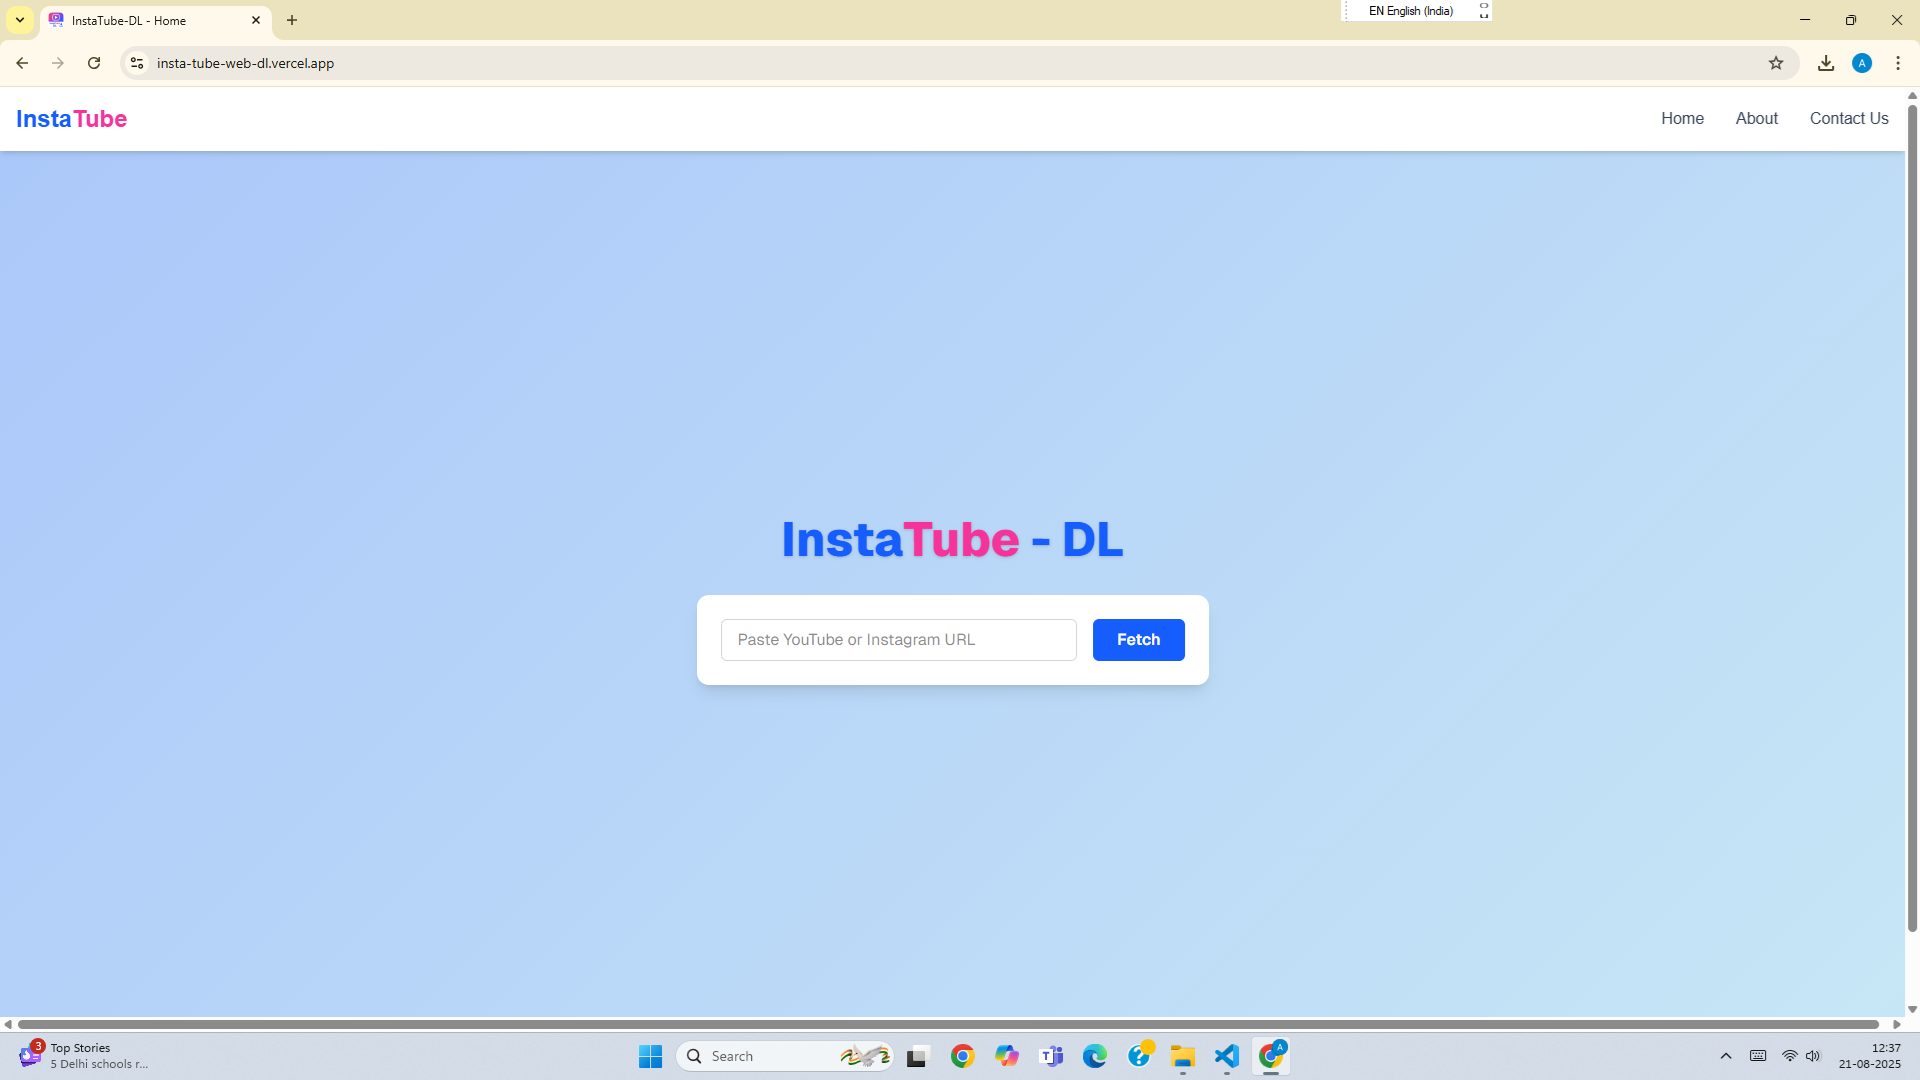 InstaTube-DL - Home
EN English (India)
insta-tube-web-dl.vercel.app
A
InstaTube
Home
About
Contact Us
InstaTube - DL
Paste YouTube or Instagram URL
Fetch
3
Top Stories
5 Delhi schools r...
Search
A
12:37
21-08-2025